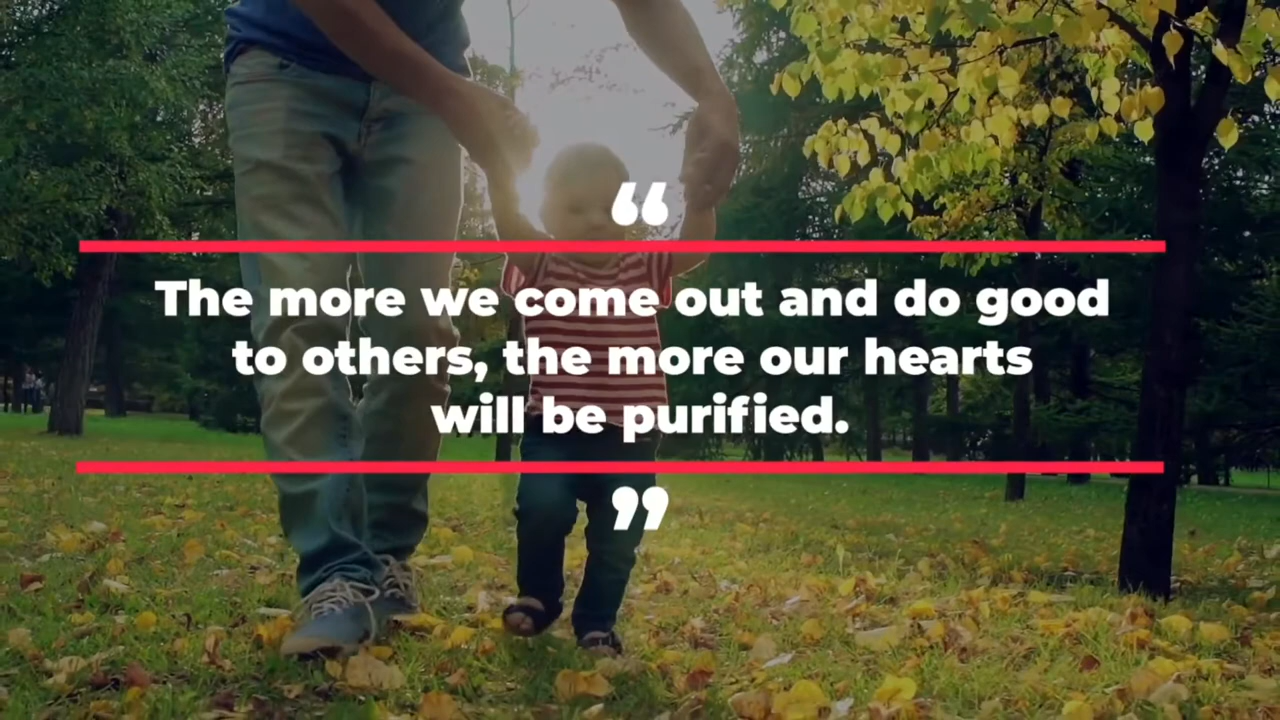 “
The more we come out and do good
to others, the more our hearts
will be purified.
”